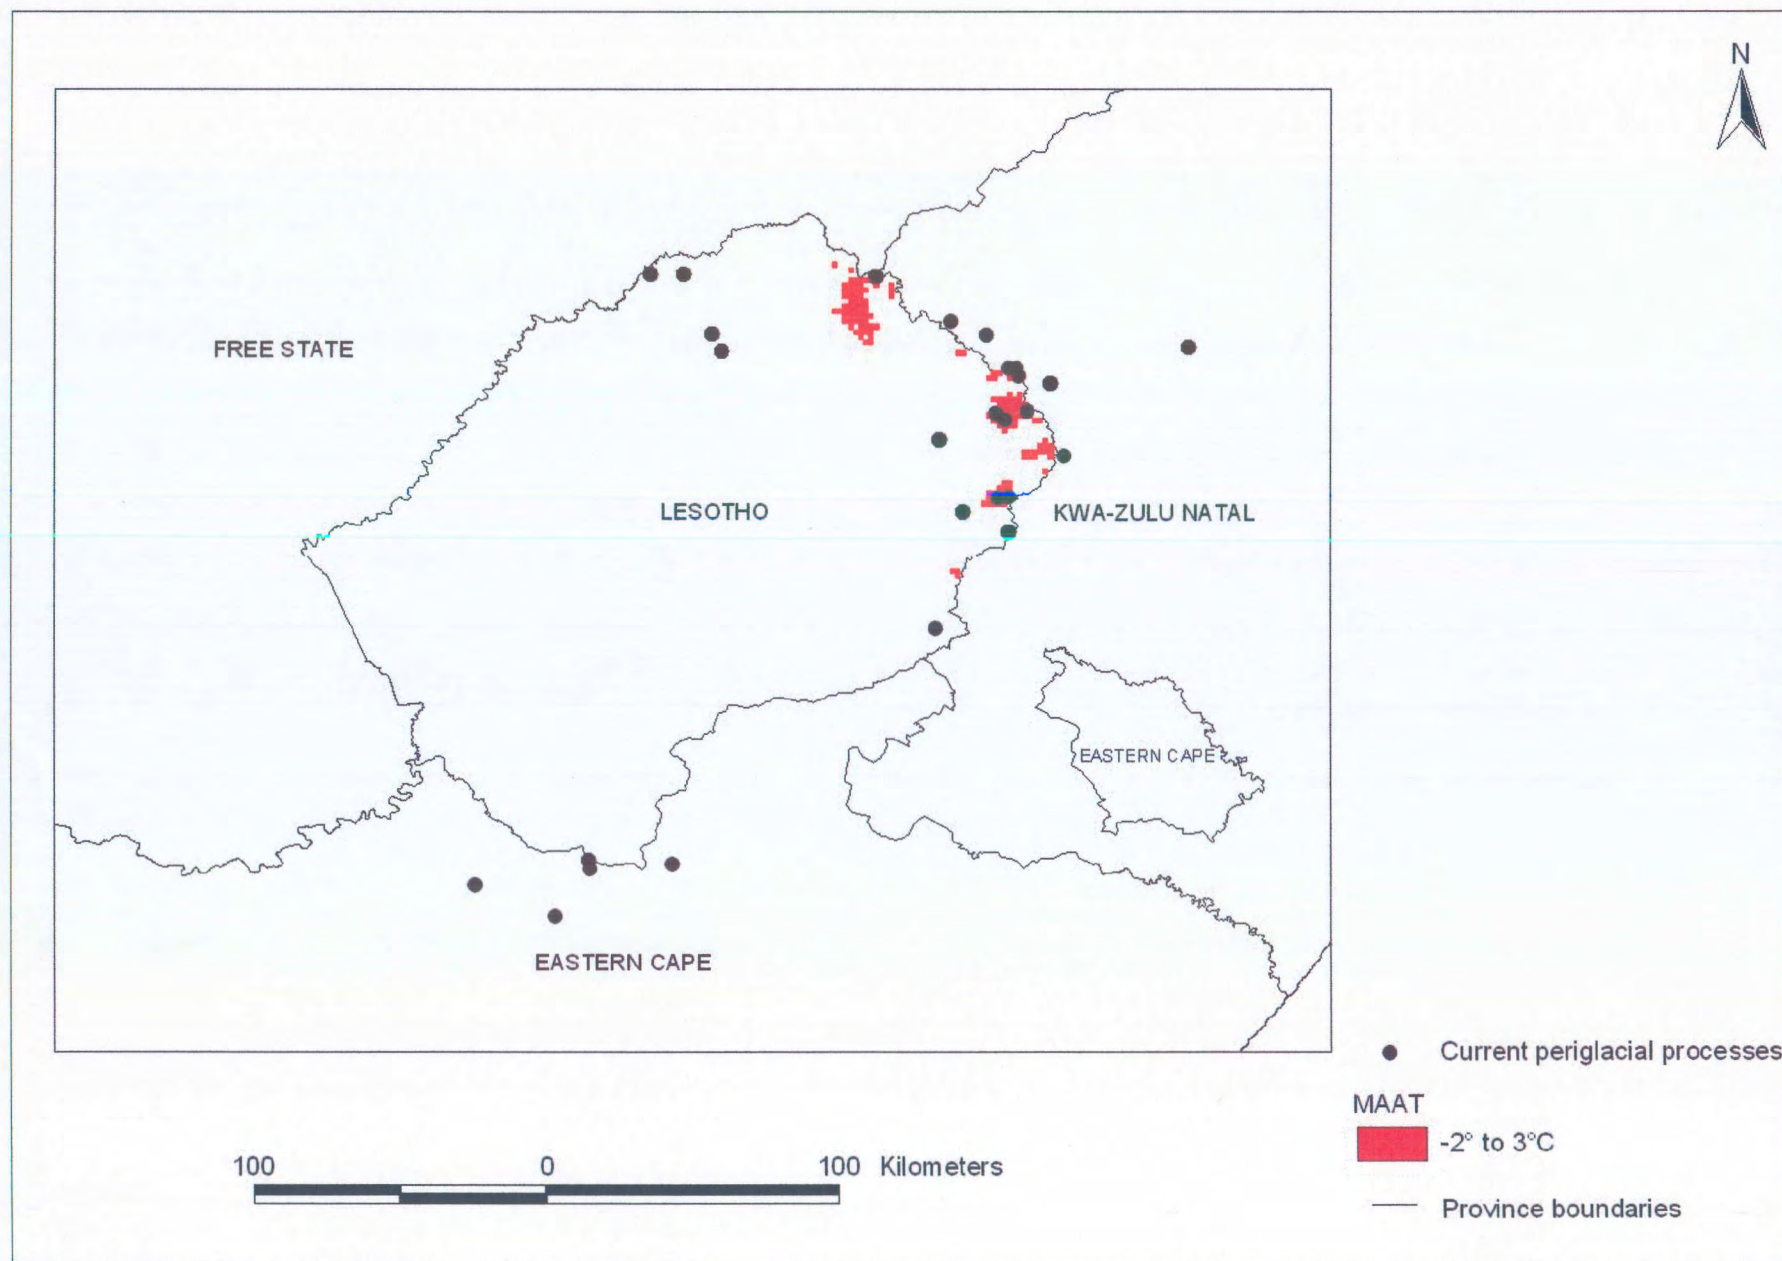 N
FREE STATE
LESOTHO
KWA-ZULU NATAL
EASTERN CAPE
EASTERN CAPE
Current periglacial processes
MAAT
-2° to 3°C
Province boundaries
100 0 100 Kilometers